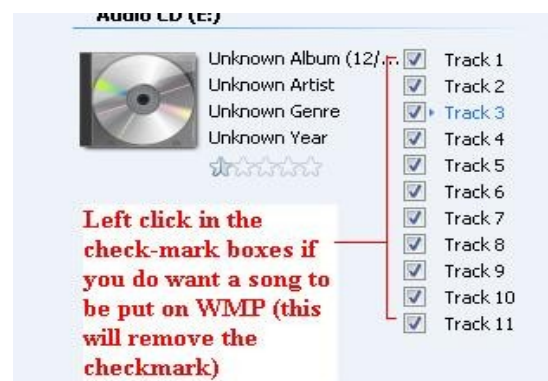 Audio CD (E:)
Unknown Album (12/...
Unknown Artist
Unknown Genre
Unknown Year
Track 1
Track 2
Track 3
Track 4
Track 5
Track 6
Track 7
Track 8
Track 9
Track 10
Track 11
Left click in the
check-mark boxes if
you do want a song to
be put on WMP (this
will remove the
checkmark)